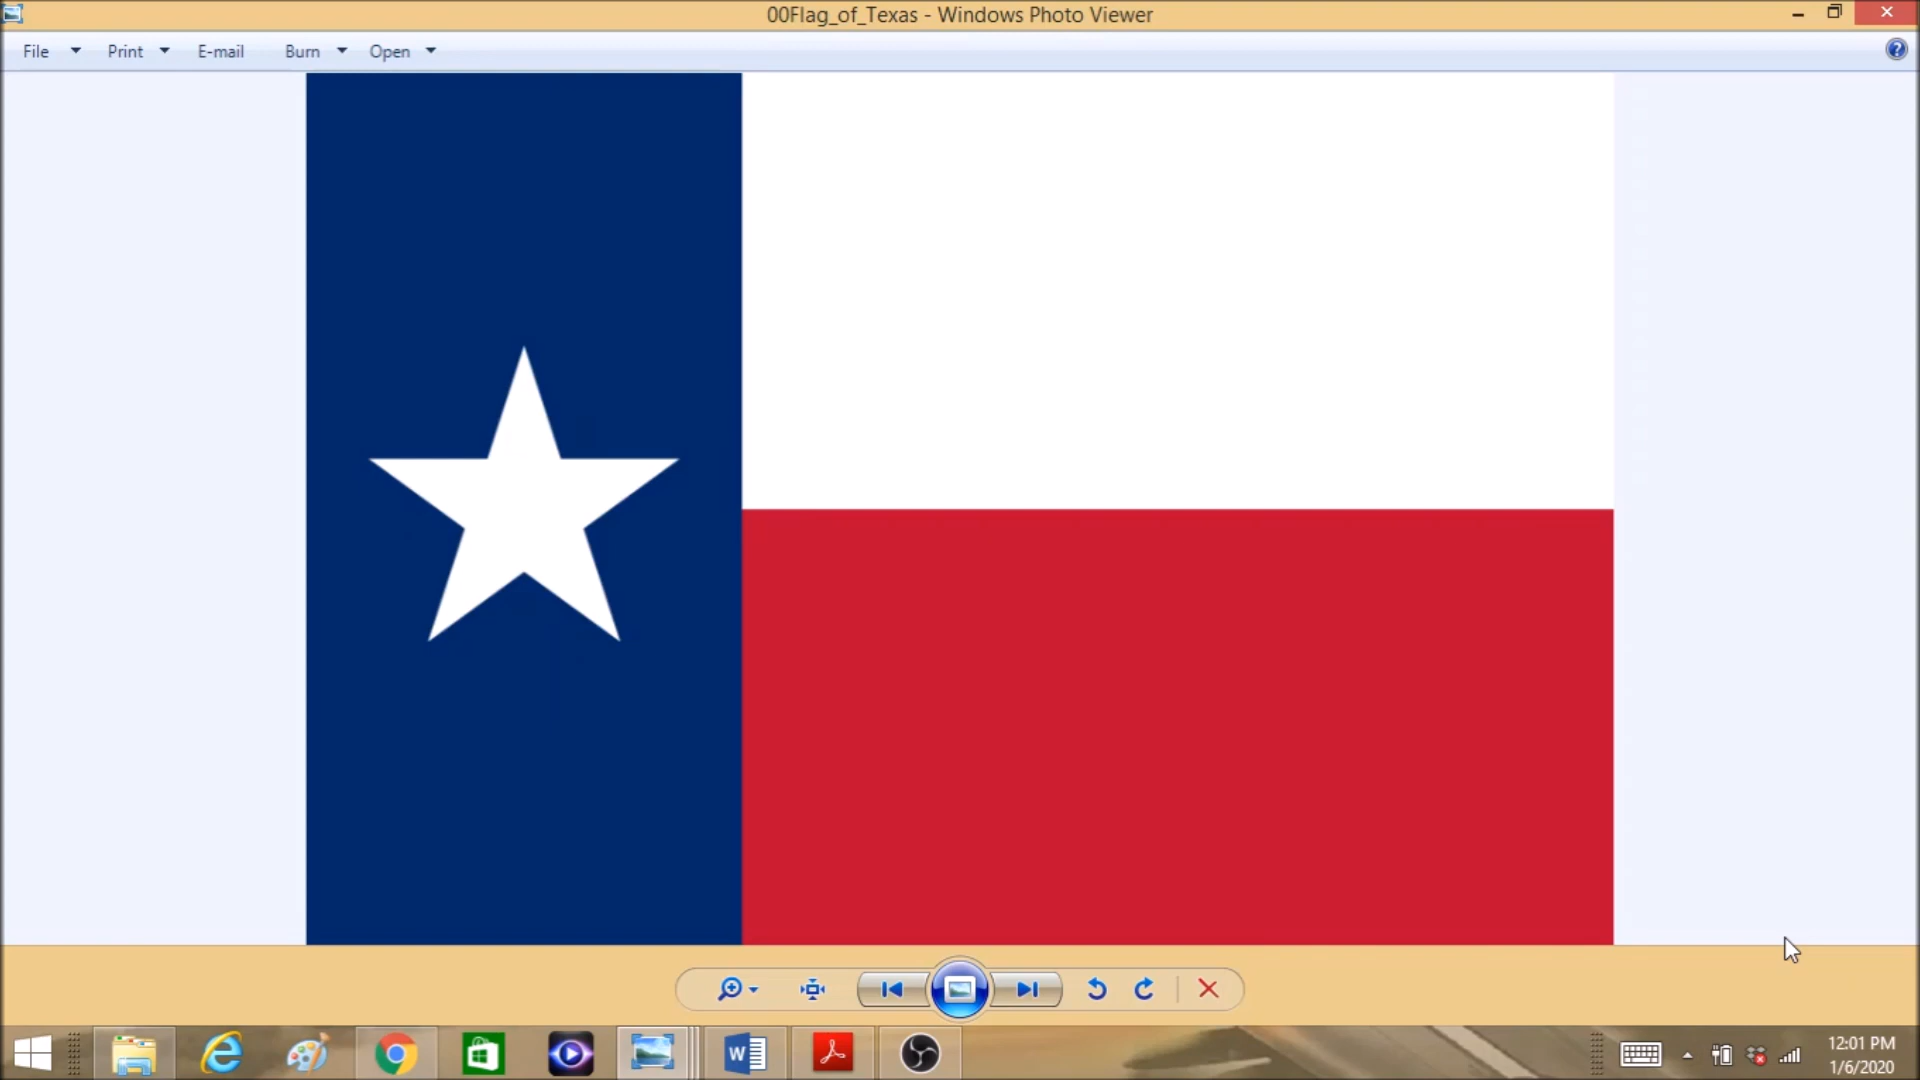 00Flag_of_Texas - Windows Photo Viewer
File Print E-mail Burn Open
12:01 PM
1/6/2020